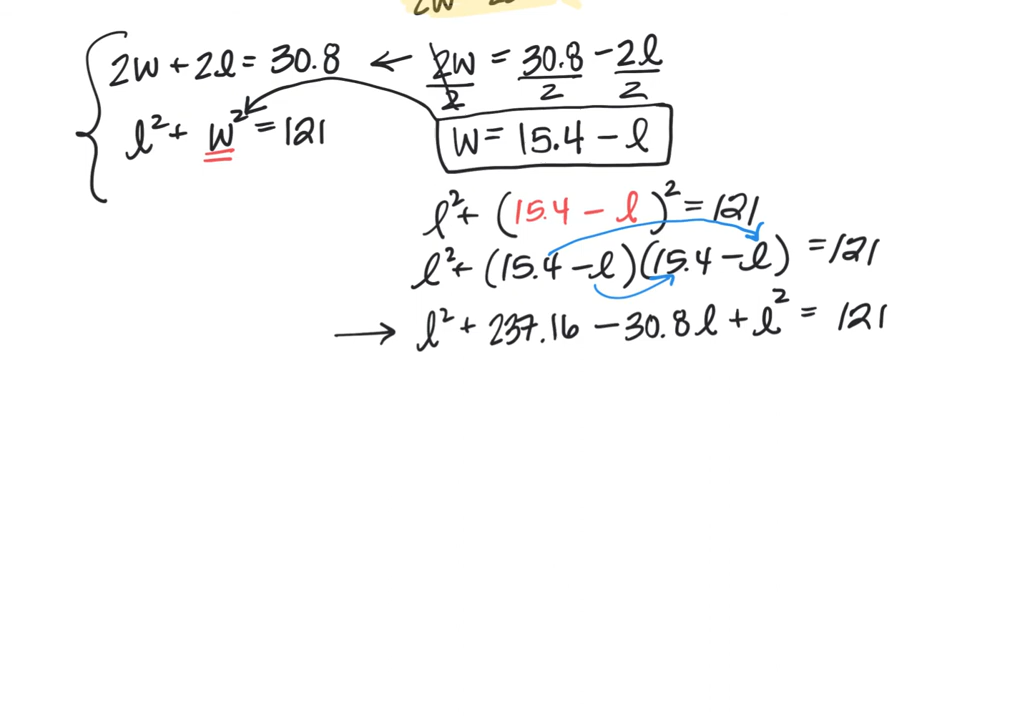 2w + 2l = 30.8 ← 2w/2 = 30.8/2 - 2l/2
l² + w² = 121
w = 15.4 - l
l² + (15.4 - l)² = 121
l² + (15.4 - l)(15.4 - l) = 121
→ l² + 237.16 - 30.8l + l² = 121